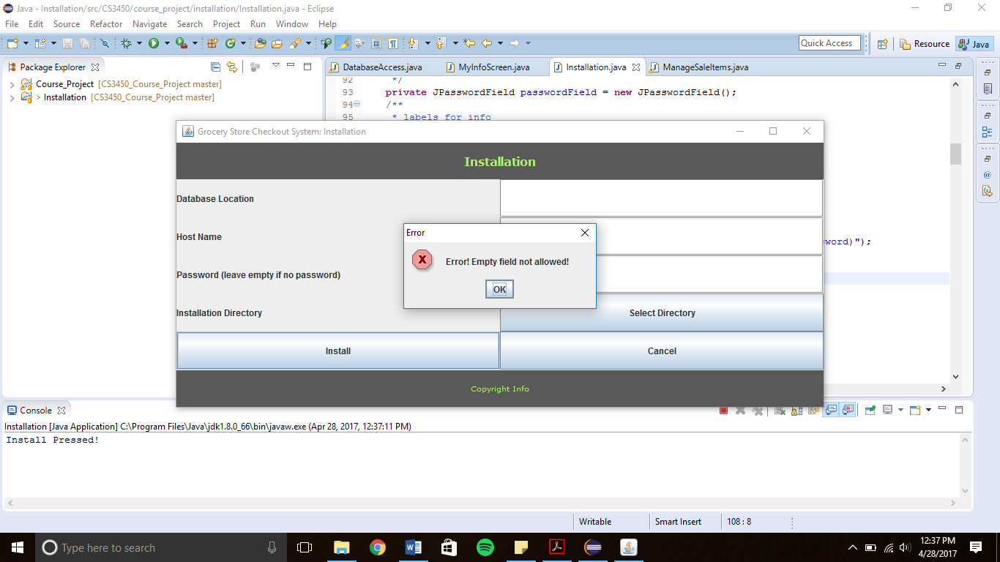 Java - Installation/src/CS3450/course_project/installation/Installation.java - Eclipse
File Edit Source Refactor Navigate Search Project Run Window Help
Quick Access Resource Java
Package Explorer DatabaseAccess.java MyInfoScreen.java Installation.java ManageSaleItems.java
Course_Project [CS3450_Course_Project master]
> Installation [CS3450_Course_Project master]
92 */
93 private JPasswordField passwordField = new JPasswordField();
94 /**
95 * labels for info
Grocery Store Checkout System: Installation
Installation
Database Location
Error
Host Name
word)");
Error! Empty field not allowed!
Password (leave empty if no password)
OK
Installation Directory Select Directory
Install Cancel
Copyright Info
Console
Installation [Java Application] C:\Program Files\Java\jdk1.8.0_66\bin\javaw.exe (Apr 28, 2017, 12:37:11 PM)
Install Pressed!
Writable Smart Insert 108 : 8
Type here to search
12:37 PM
4/28/2017